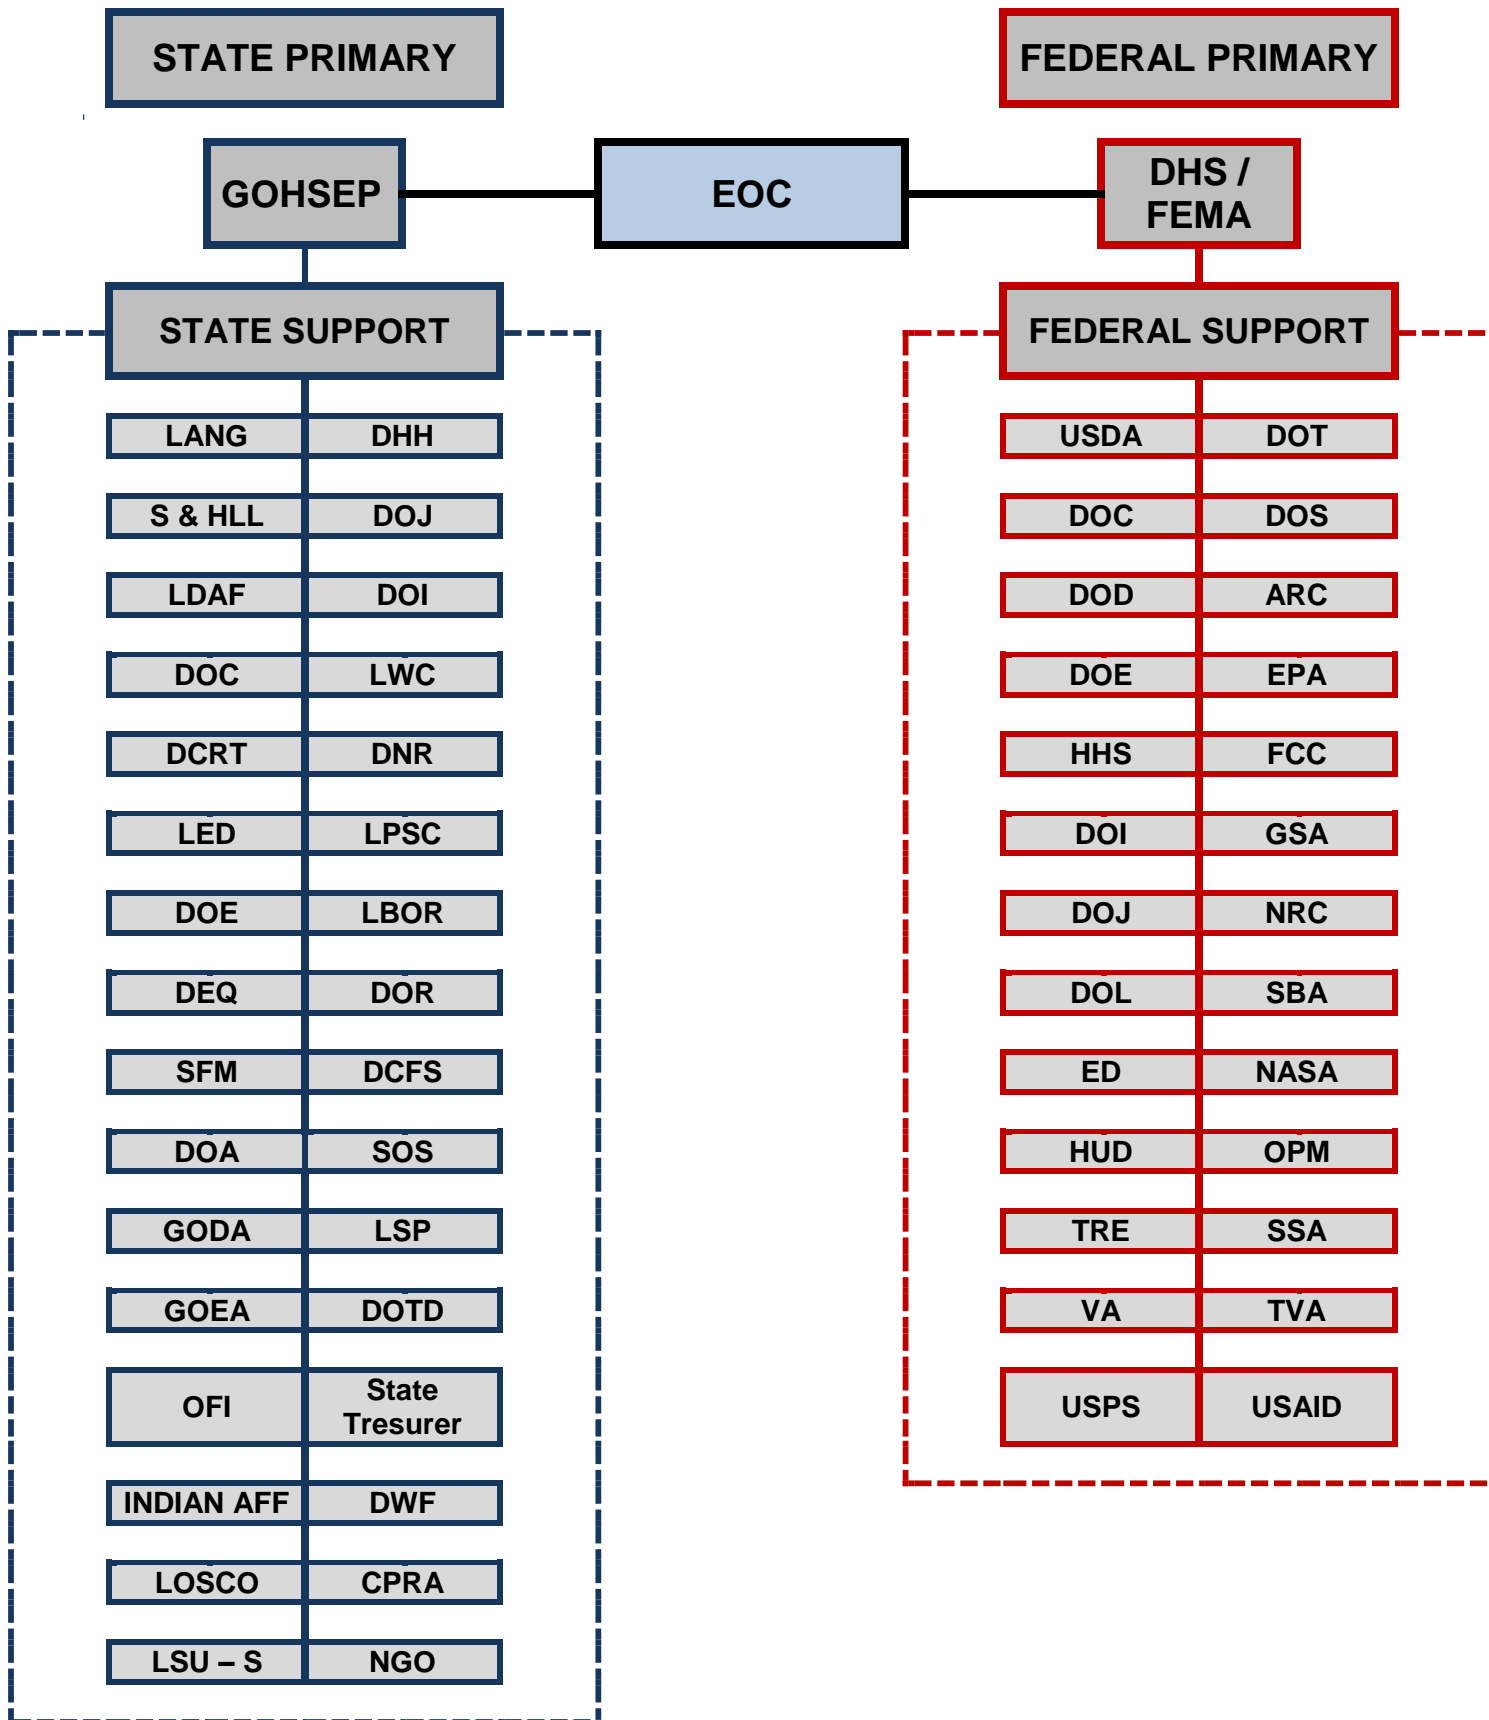 STATE PRIMARY
FEDERAL PRIMARY
GOHSEP
EOC
DHS /
FEMA
STATE SUPPORT
FEDERAL SUPPORT
LANG
DHH
S & HLL
DOJ
LDAF
DOI
DOC
LWC
DCRT
DNR
LED
LPSC
DOE
LBOR
DEQ
DOR
SFM
DCFS
DOA
SOS
GODA
LSP
GOEA
DOTD
OFI
State
Tresurer
INDIAN AFF
DWF
LOSCO
CPRA
LSU – S
NGO
USDA
DOT
DOC
DOS
DOD
ARC
DOE
EPA
HHS
FCC
DOI
GSA
DOJ
NRC
DOL
SBA
ED
NASA
HUD
OPM
TRE
SSA
VA
TVA
USPS
USAID